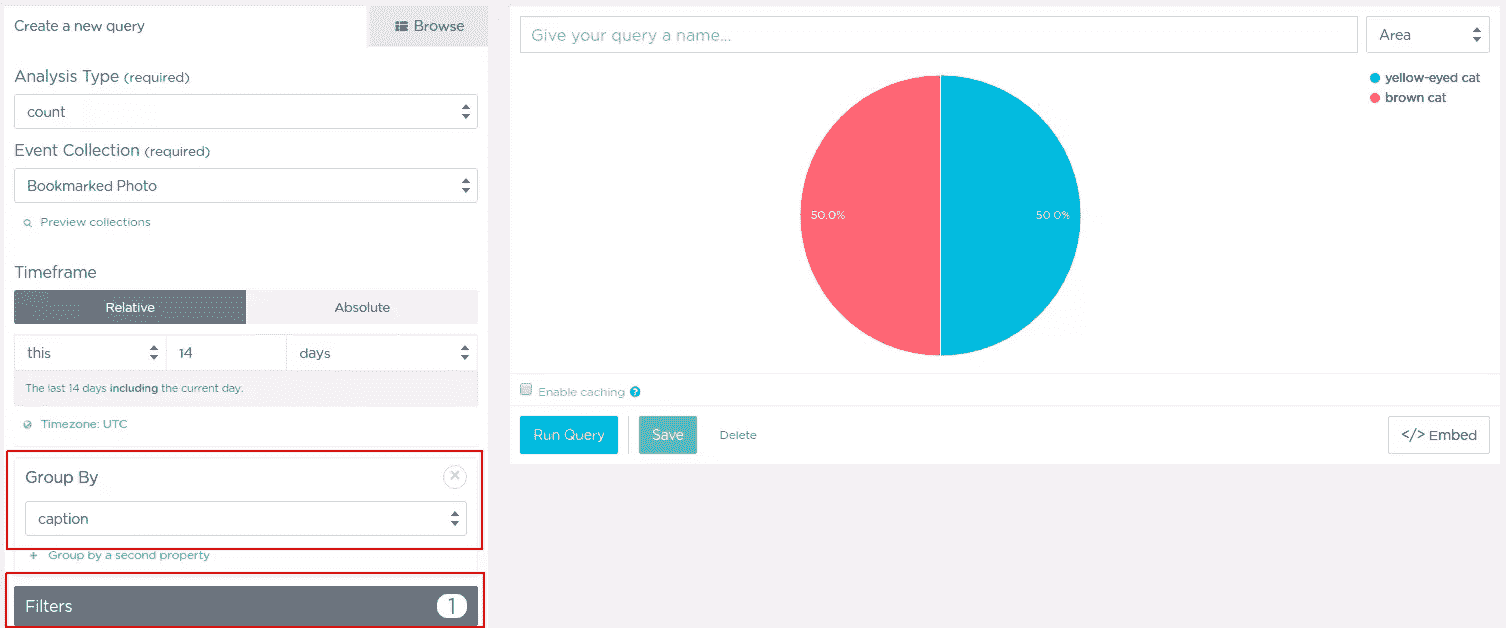 Create a new query
Browse
Analysis Type (required)
count
Event Collection (required)
Bookmarked Photo
Preview collections
Timeframe
Relative
Absolute
this
14
days
The last 14 days including the current day.
Timezone: UTC
Group By
caption
+ Group by a second property
Filters
1
Give your query a name...
Area
yellow-eyed cat
brown cat
50.0%
50.0%
Enable caching ?
Run Query
Save
Delete
</> Embed